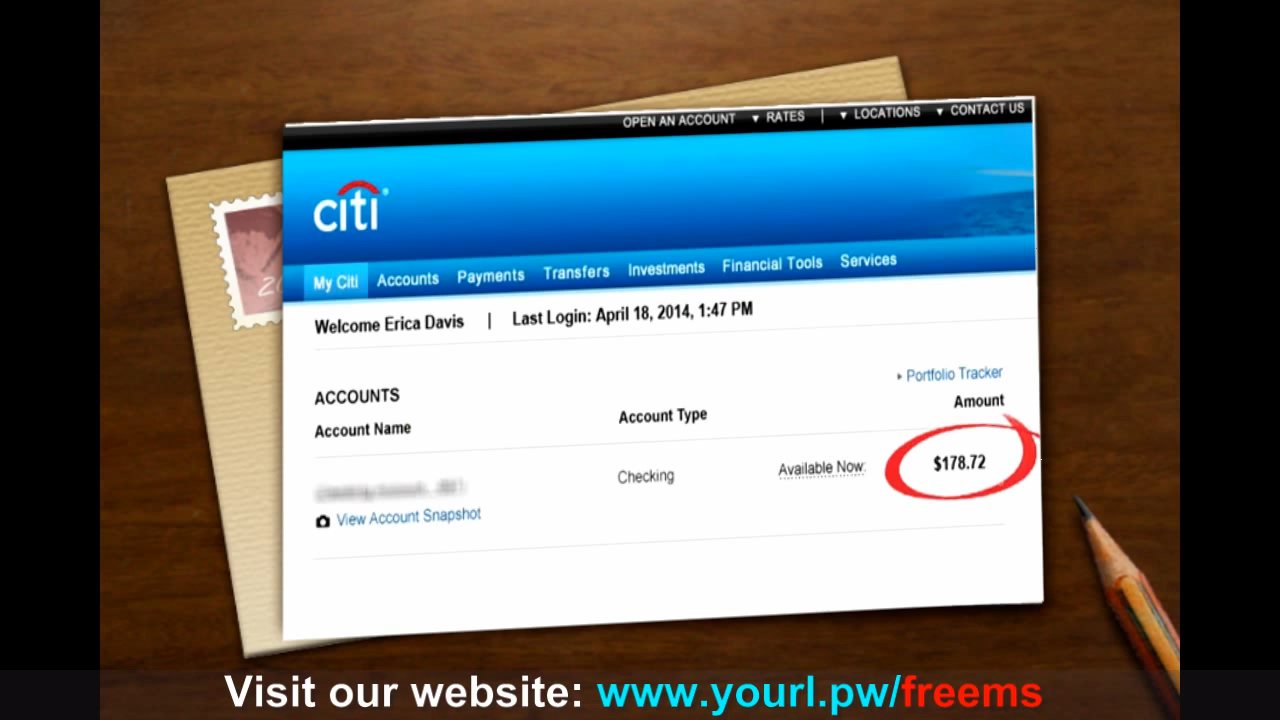 OPEN AN ACCOUNT ▼ RATES | ▼ LOCATIONS ▼ CONTACT US
citi®
My Citi Accounts Payments Transfers Investments Financial Tools Services
Welcome Erica Davis | Last Login: April 18, 2014, 1:47 PM
Portfolio Tracker
ACCOUNTS
Account Name Account Type Amount
Checking Available Now: $178.72
View Account Snapshot
Visit our website: www.yourl.pw/freems